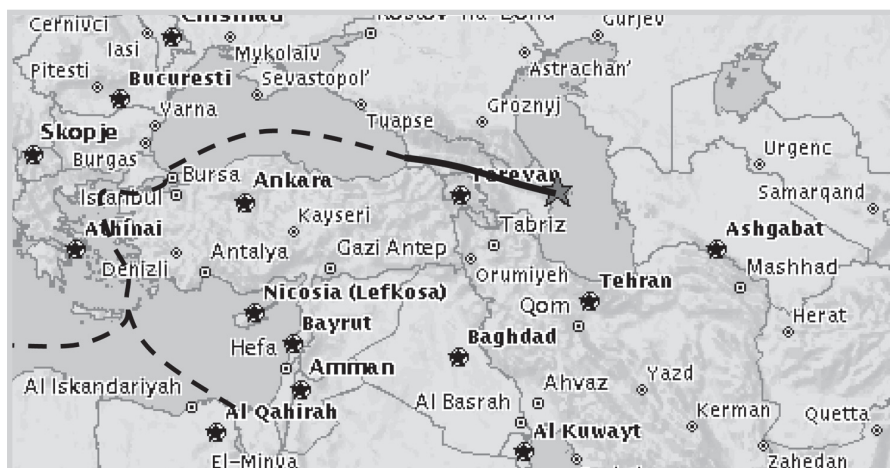 Cernivci
Chisinau
Rostov-na-Donu
Gurjev
Iasi
Mykolaiv
Astrachan'
Pitesti
Bucuresti
Sevastopol'
Groznyj
Varna
Tuapse
Skopje
Burgas
Urgenc
Bursa
Ankara
Yarevan
Samarqand
Istanbul
Kayseri
Tabriz
Athinai
Ashgabat
Denizli
Antalya
Gazi Antep
Orumiyeh
Mashhad
Nicosia (Lefkosa)
Tehran
Qom
Bayrut
Herat
Hefa
Baghdad
Amman
Yazd
Al Iskandariyah
Ahvaz
Al Basrah
Al Qahirah
Kerman
Quetta
Al Kuwayt
El-Minya
Zahedan